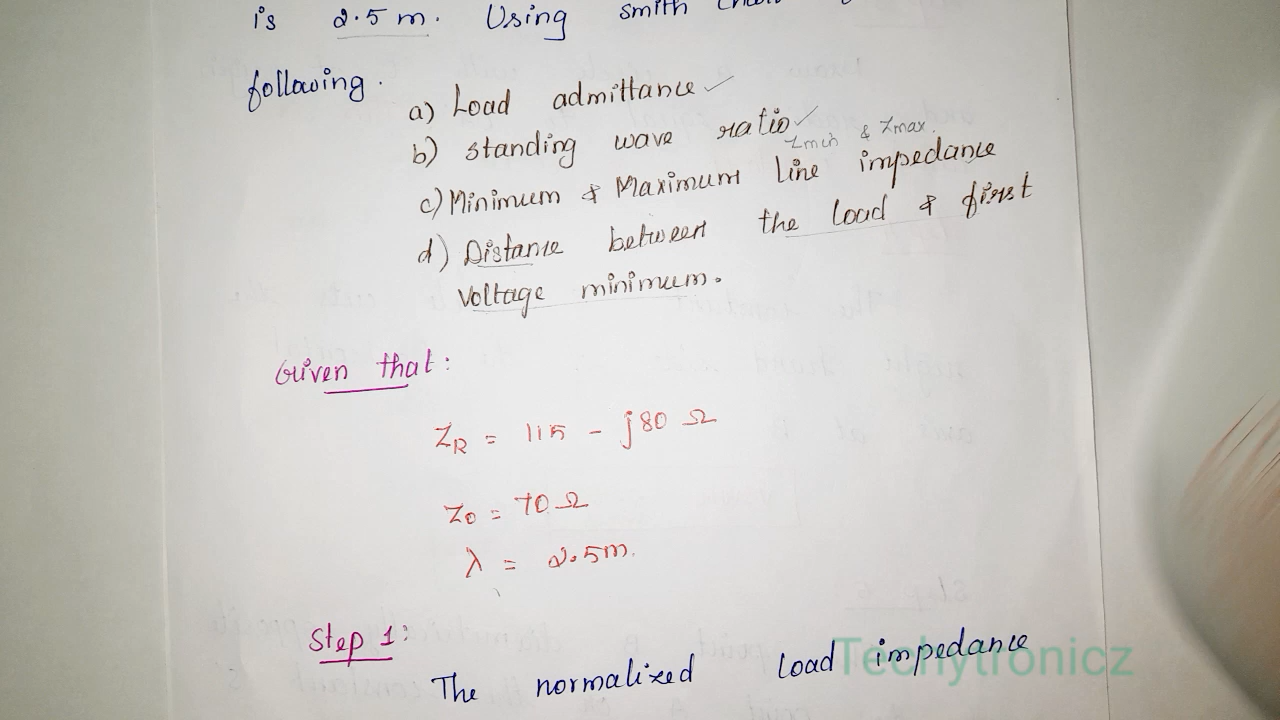 is 2.5 m. Using smith
following.
a) Load admittance ✓
b) standing wave ratio ✓
Zmin & Zmax.
c) Minimum & Maximum Line impedance
d) Distance between the load & first
voltage minimum.
Given that:
ZR = 115 - j80 Ω
Z0 = 70 Ω
λ = 2.5m.
Step 1:
The normalized load impedance
Techytronicz